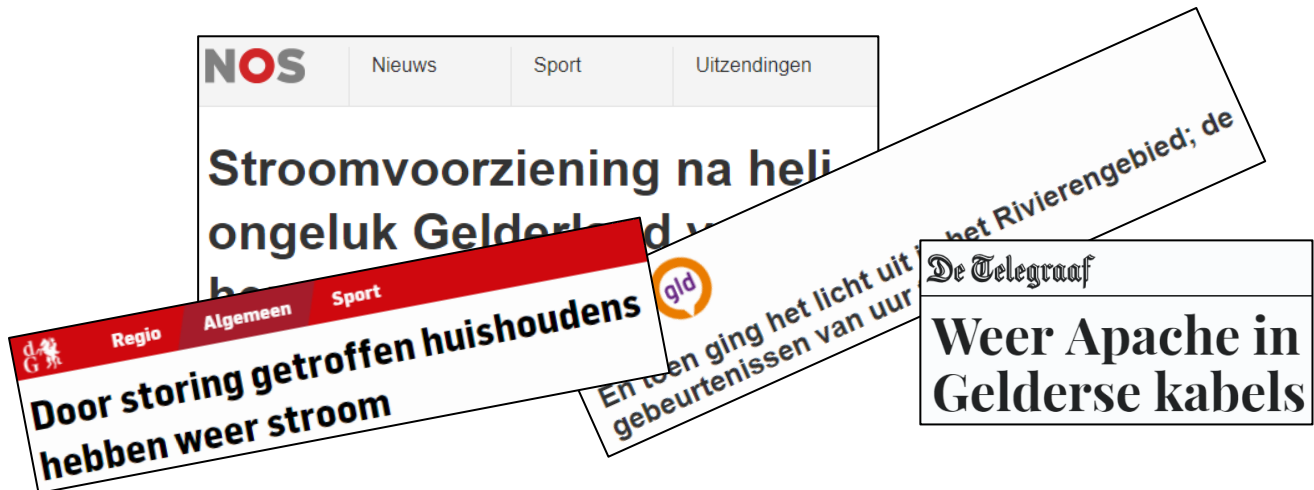 NOS
Nieuws
Sport
Uitzendingen
Stroomvoorziening na heli
ongeluk Gelderland
dG
Regio
Algemeen
Sport
Door storing getroffen huishoudens
hebben weer stroom
gld
En toen ging het licht uit in het Rivierengebied; de
gebeurtenissen van uur
De Telegraaf
Weer Apache in
Gelderse kabels